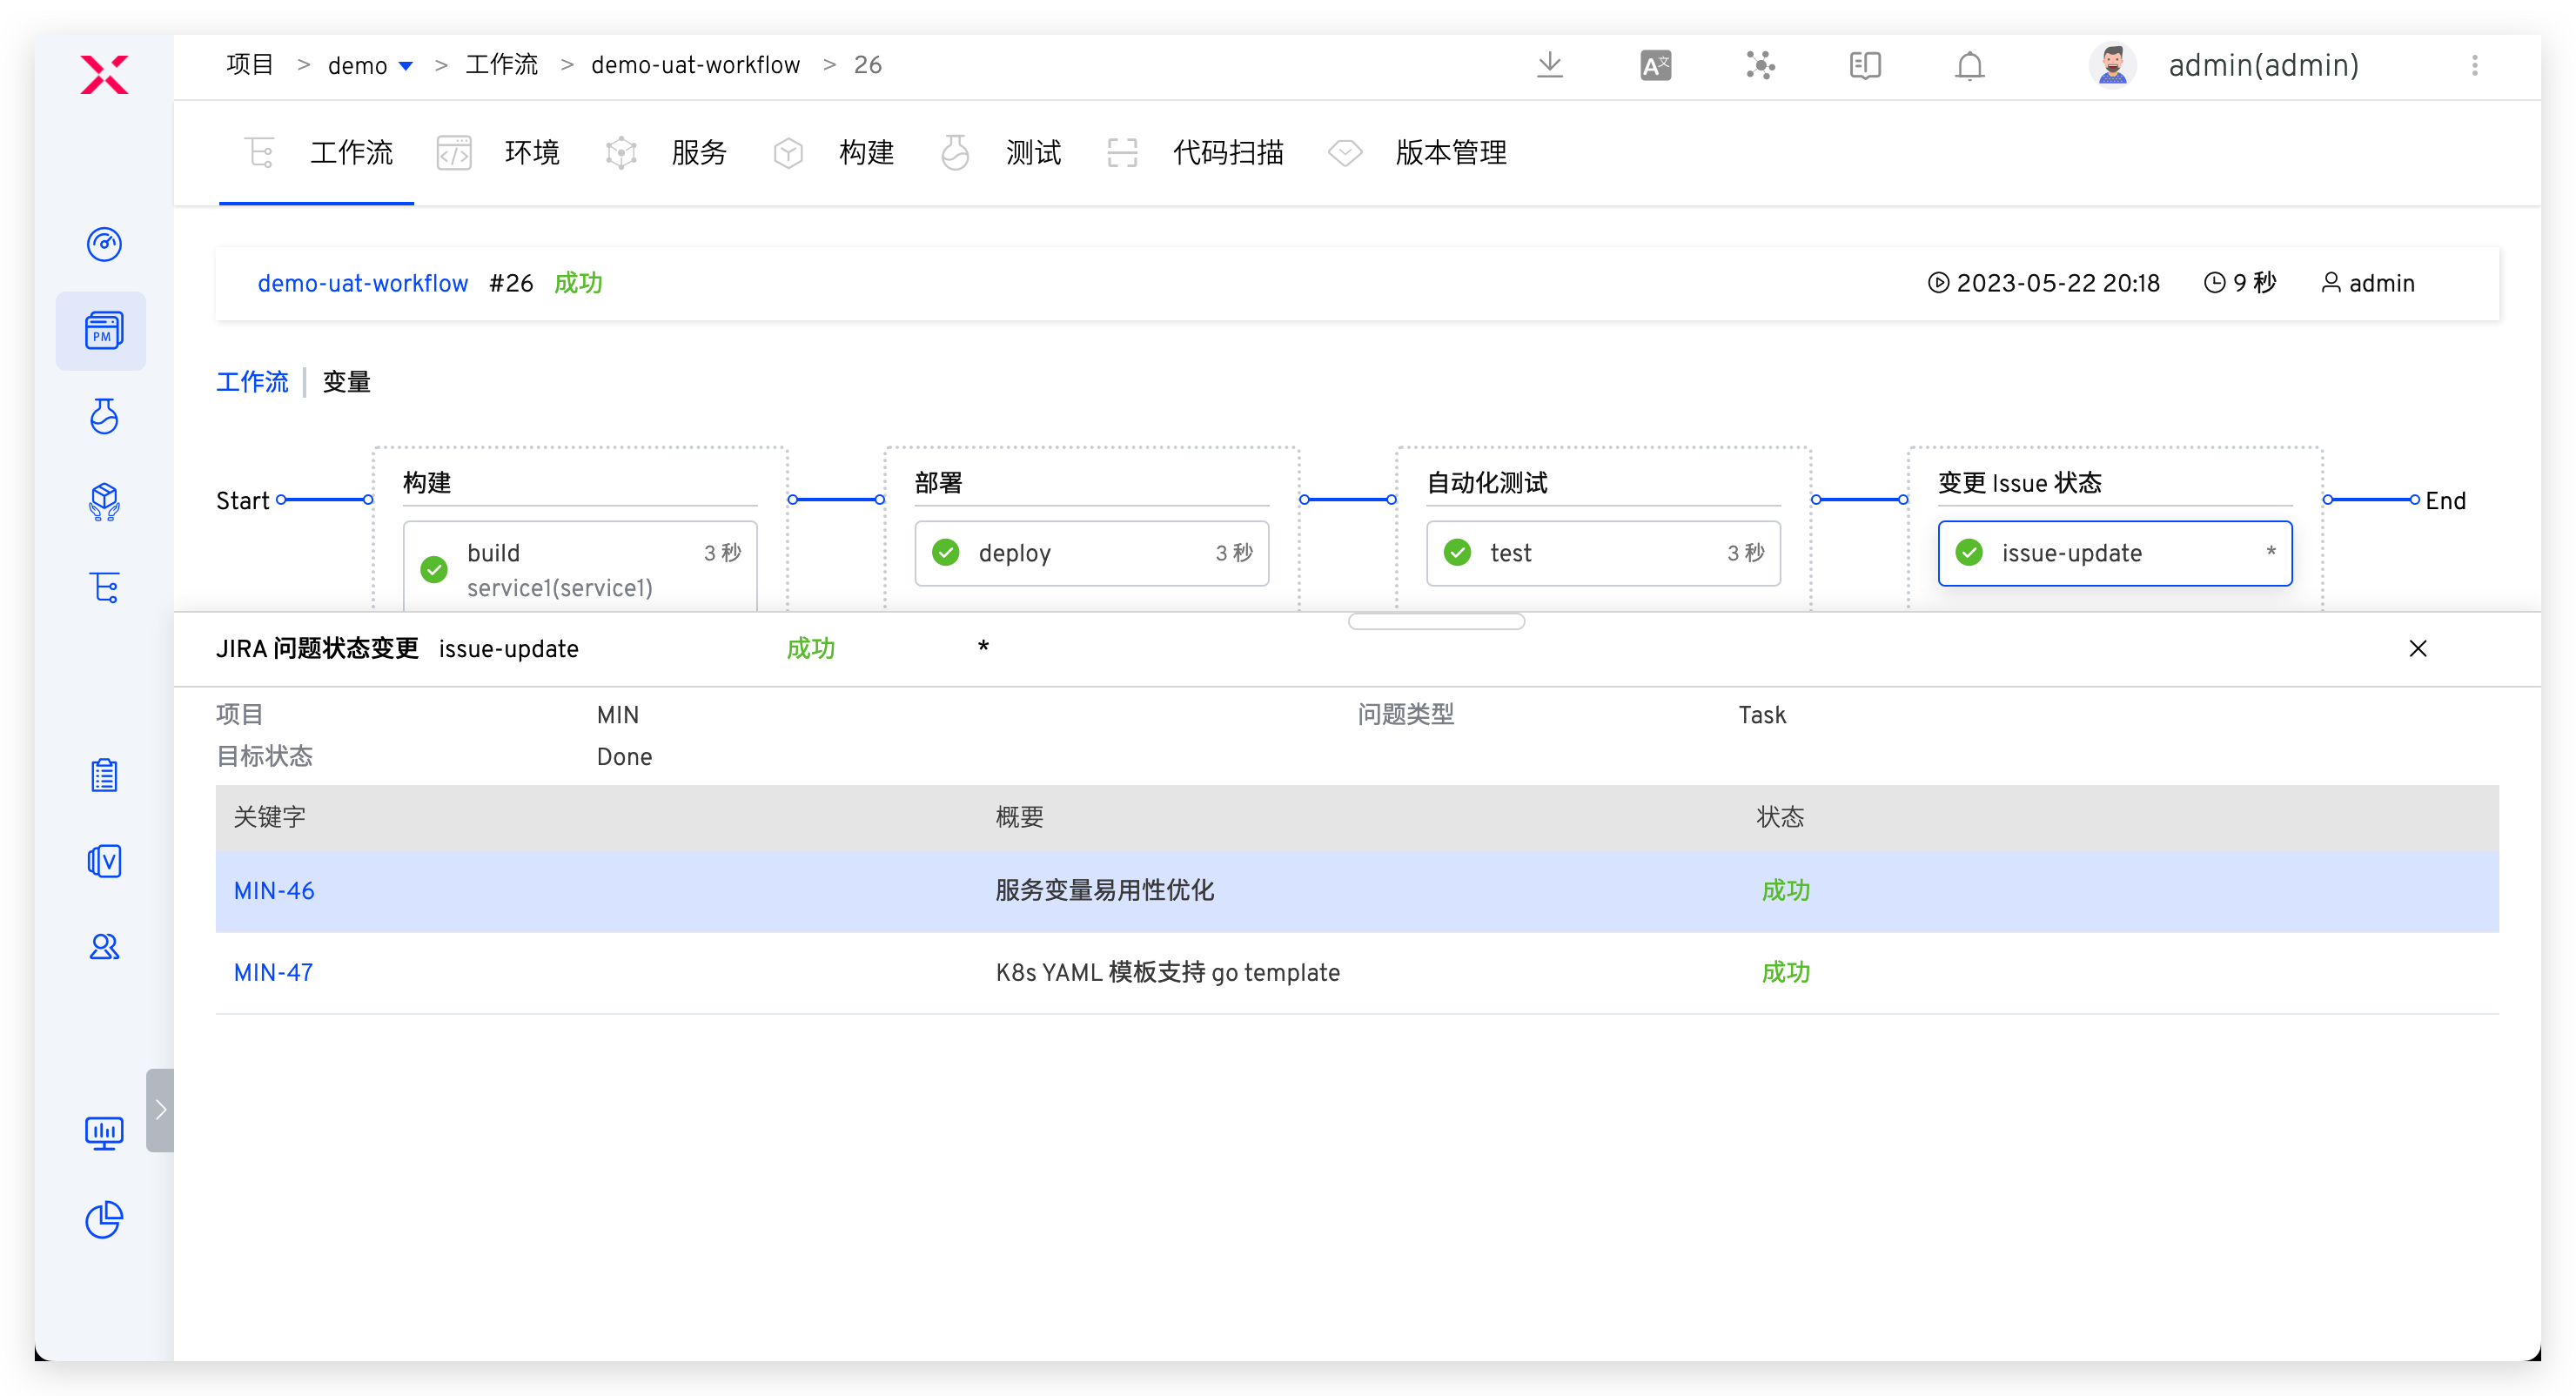 项目 > demo > 工作流 > demo-uat-workflow > 26
admin(admin)
工作流 环境 服务 构建 测试 代码扫描 版本管理
PM
demo-uat-workflow #26 成功 2023-05-22 20:18 9 秒 admin
工作流 变量
Start 构建 部署 自动化测试 变更 Issue 状态 End
build 3 秒 deploy 3 秒 test 3 秒 issue-update *
service1(service1)
JIRA 问题状态变更 issue-update 成功 *
项目 MIN 问题类型 Task
目标状态 Done
关键字 概要 状态
MIN-46 服务变量易用性优化 成功
MIN-47 K8s YAML 模板支持 go template 成功